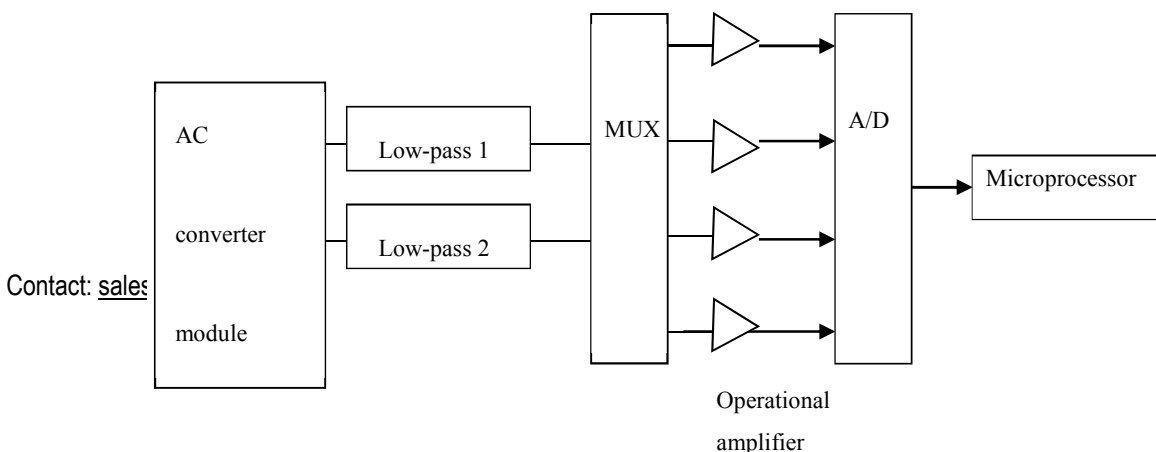 AC
converter
module
Low-pass 1
Low-pass 2
MUX
A/D
Microprocessor
Operational
amplifier
Contact: sales